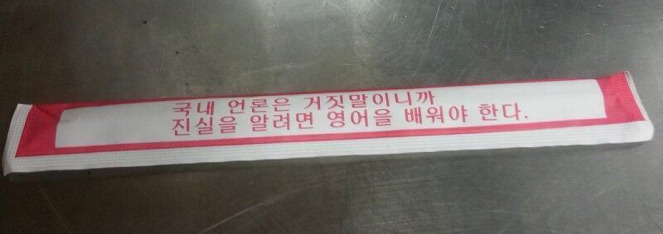 국내 언론은 거짓말이니까
진실을 알려면 영어을 배워야 한다.